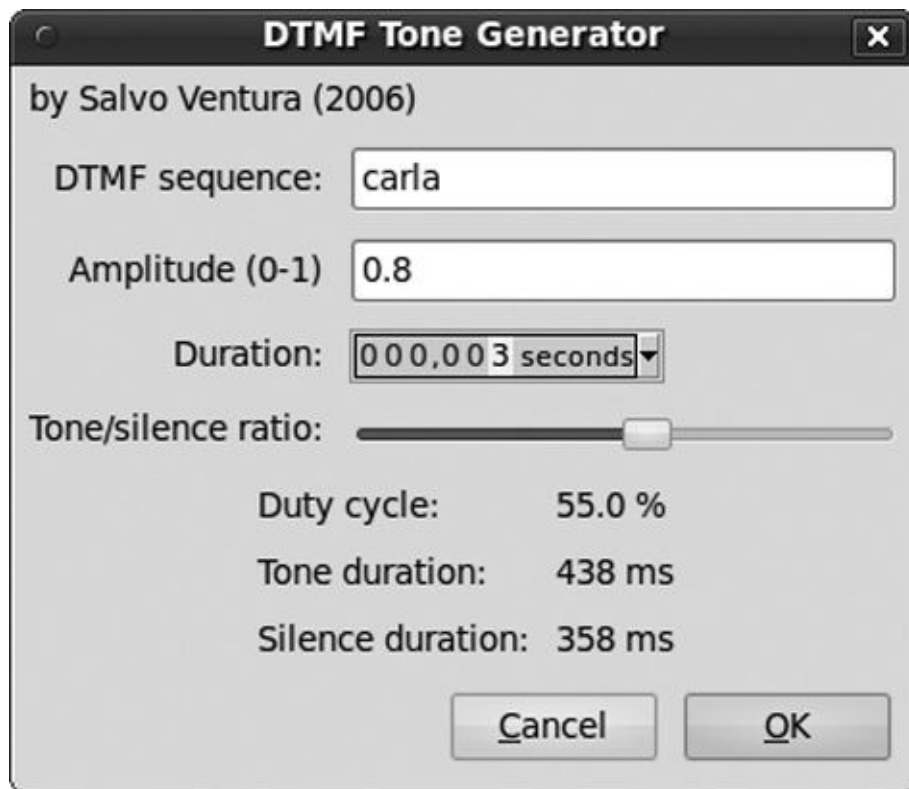 DTMF Tone Generator
by Salvo Ventura (2006)
DTMF sequence: carla
Amplitude (0-1) 0.8
Duration: 000,003 seconds
Tone/silence ratio:
Duty cycle: 55.0 %
Tone duration: 438 ms
Silence duration: 358 ms
Cancel OK